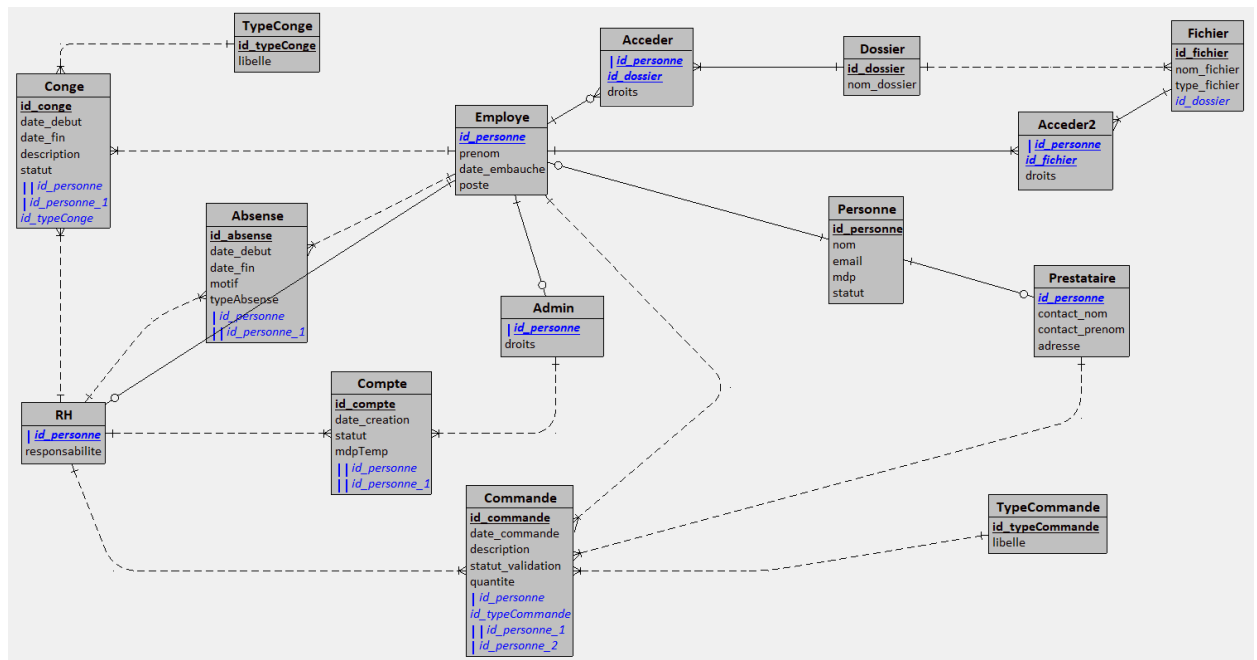 TypeConge
id_typeConge
libelle
Conge
id_conge
date_debut
date_fin
description
statut
id_personne
id_personne_1
id_typeConge
Acceder
id_personne
id_dossier
droits
Dossier
id_dossier
nom_dossier
Fichier
id_fichier
nom_fichier
type_fichier
id_dossier
Employe
id_personne
prenom
date_embauche
poste
Acceder2
id_personne
id_fichier
droits
Absense
id_absense
date_debut
date_fin
motif
typeAbsense
id_personne
id_personne_1
Personne
id_personne
nom
email
mdp
statut
Prestataire
id_personne
contact_nom
contact_prenom
adresse
Admin
id_personne
droits
RH
id_personne
responsabilite
Compte
id_compte
date_creation
statut
mdpTemp
id_personne
id_personne_1
Commande
id_commande
date_commande
description
statut_validation
quantite
id_personne
id_typeCommande
id_personne_1
id_personne_2
TypeCommande
id_typeCommande
libelle